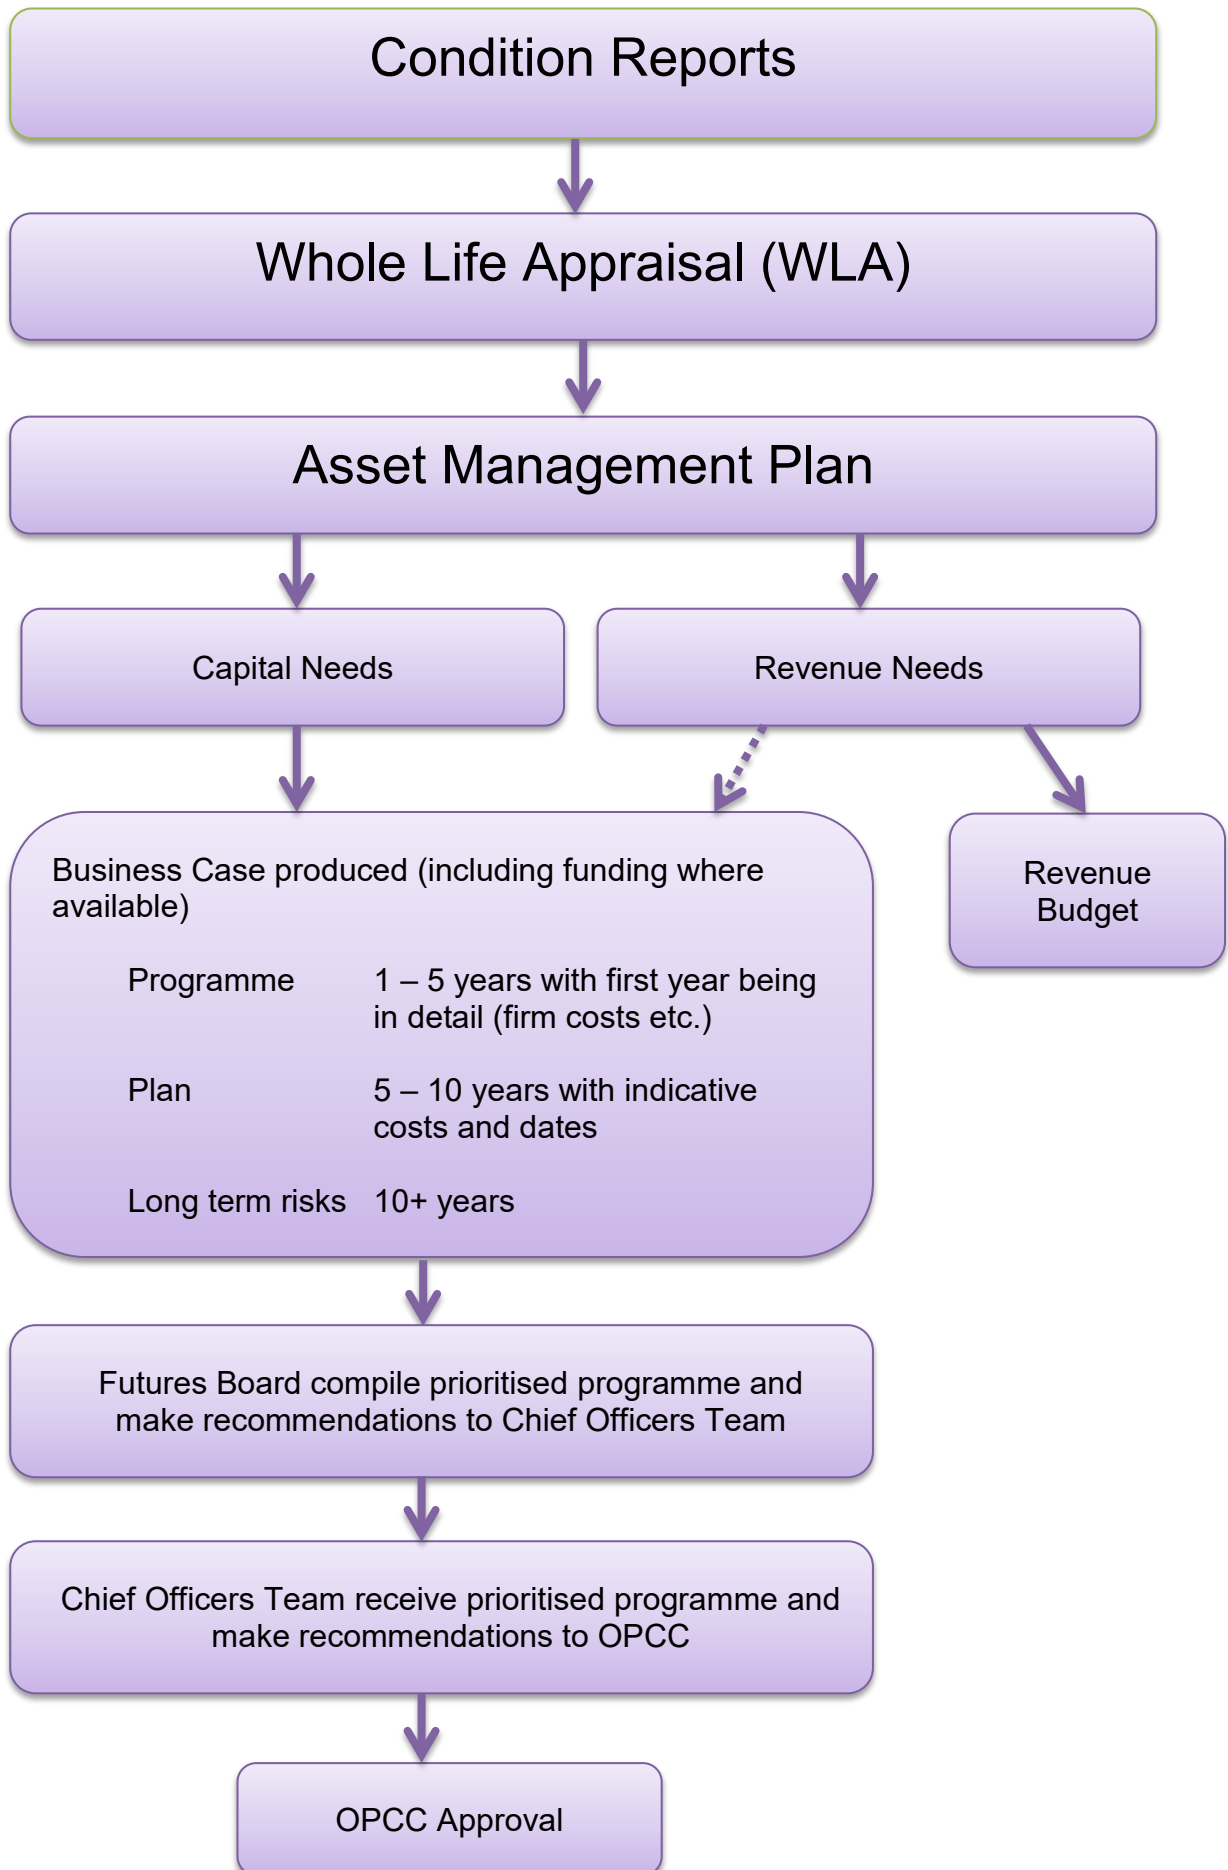 Condition Reports
Whole Life Appraisal (WLA)
Asset Management Plan
Capital Needs
Revenue Needs
Business Case produced (including funding where
available)
Programme 1 – 5 years with first year being
in detail (firm costs etc.)
Plan 5 – 10 years with indicative
costs and dates
Long term risks 10+ years
Revenue
Budget
Futures Board compile prioritised programme and
make recommendations to Chief Officers Team
Chief Officers Team receive prioritised programme and
make recommendations to OPCC
OPCC Approval